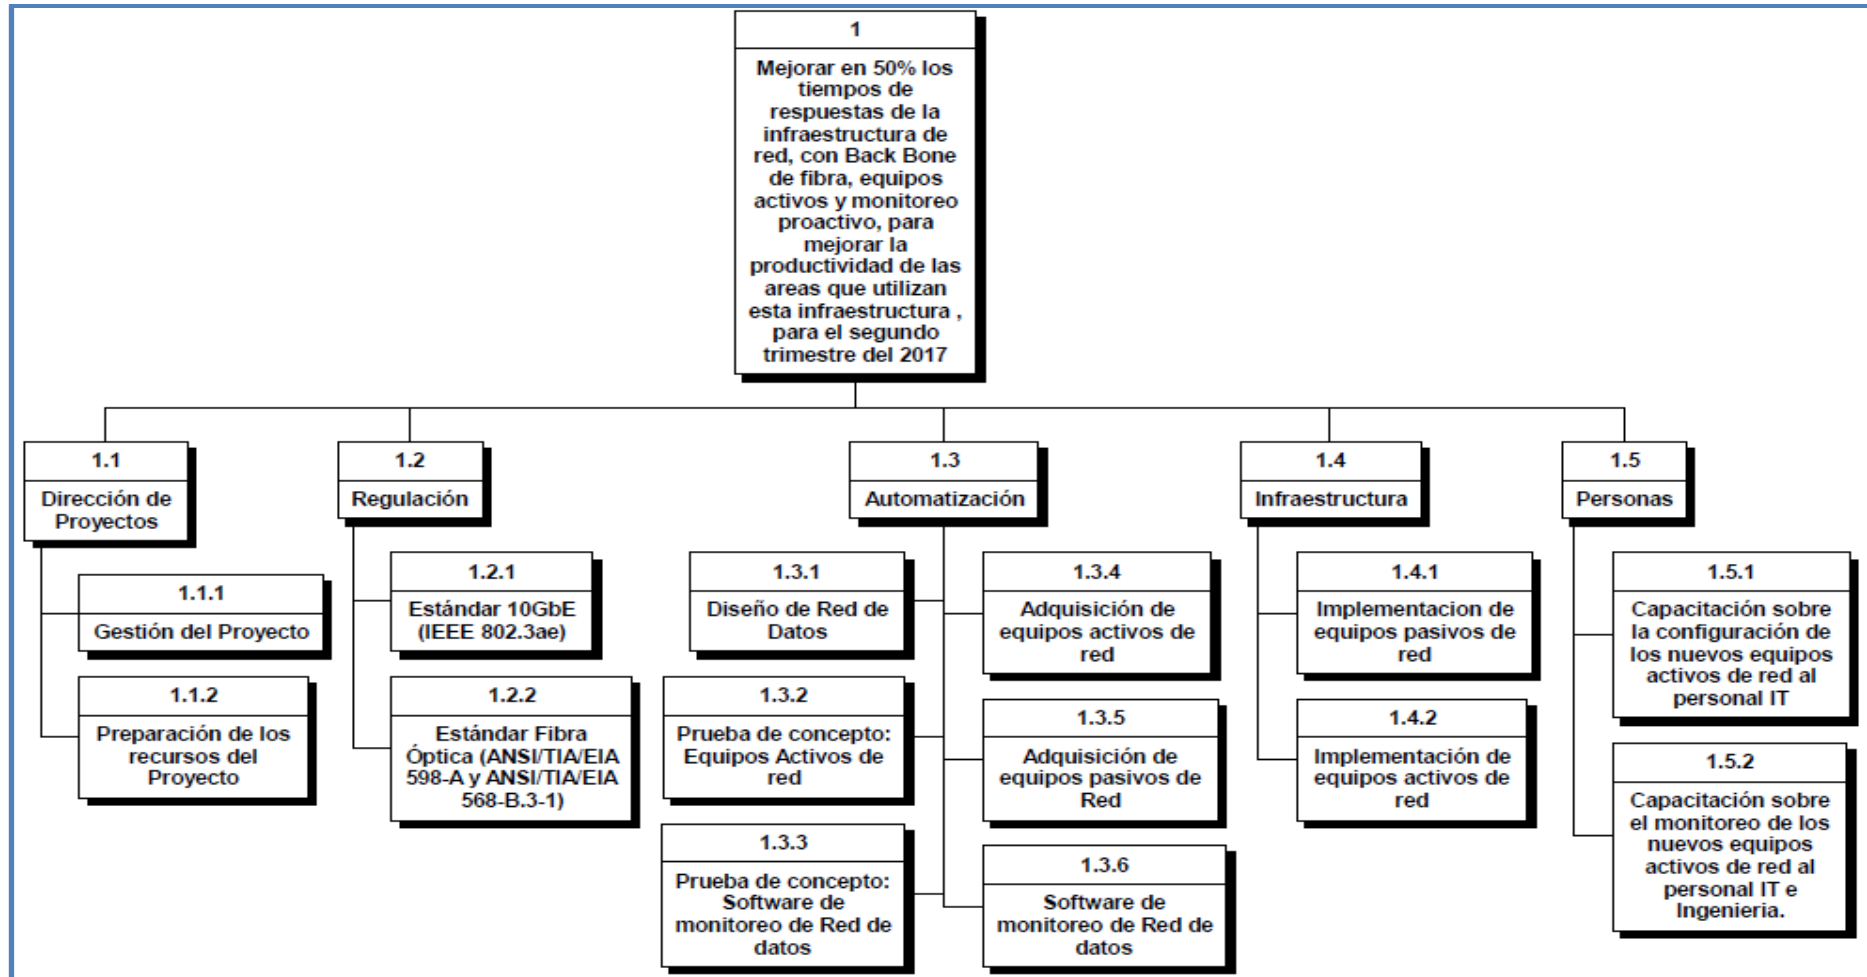 1
Mejorar en 50% los
tiempos de
respuestas de la
infraestructura de
red, con Back Bone
de fibra, equipos
activos y monitoreo
proactivo, para
mejorar la
productividad de las
areas que utilizan
esta infraestructura ,
para el segundo
trimestre del 2017
1.1
Dirección de
Proyectos
1.1.1
Gestión del Proyecto
1.1.2
Preparación de los
recursos del
Proyecto
1.2
Regulación
1.2.1
Estándar 10GbE
(IEEE 802.3ae)
1.2.2
Estándar Fibra
Óptica (ANSI/TIA/EIA
598-A y ANSI/TIA/EIA
568-B.3-1)
1.3
Automatización
1.3.1
Diseño de Red de
Datos
1.3.2
Prueba de concepto:
Equipos Activos de
red
1.3.3
Prueba de concepto:
Software de
monitoreo de Red de
datos
1.3.4
Adquisición de
equipos activos de
red
1.3.5
Adquisición de
equipos pasivos de
Red
1.3.6
Software de
monitoreo de Red de
datos
1.4
Infraestructura
1.4.1
Implementacion de
equipos pasivos de
red
1.4.2
Implementación de
equipos activos de
red
1.5
Personas
1.5.1
Capacitación sobre
la configuración de
los nuevos equipos
activos de red al
personal IT
1.5.2
Capacitación sobre
el monitoreo de los
nuevos equipos
activos de red al
personal IT e
Ingenieria.